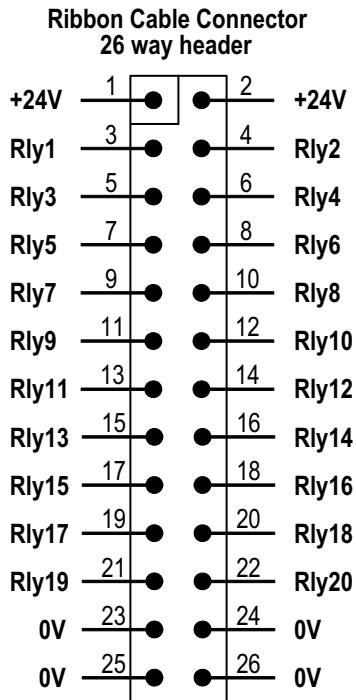 Ribbon Cable Connector
26 way header
+24V 1 2 +24V
Rly1 3 4 Rly2
Rly3 5 6 Rly4
Rly5 7 8 Rly6
Rly7 9 10 Rly8
Rly9 11 12 Rly10
Rly11 13 14 Rly12
Rly13 15 16 Rly14
Rly15 17 18 Rly16
Rly17 19 20 Rly18
Rly19 21 22 Rly20
0V 23 24 0V
0V 25 26 0V